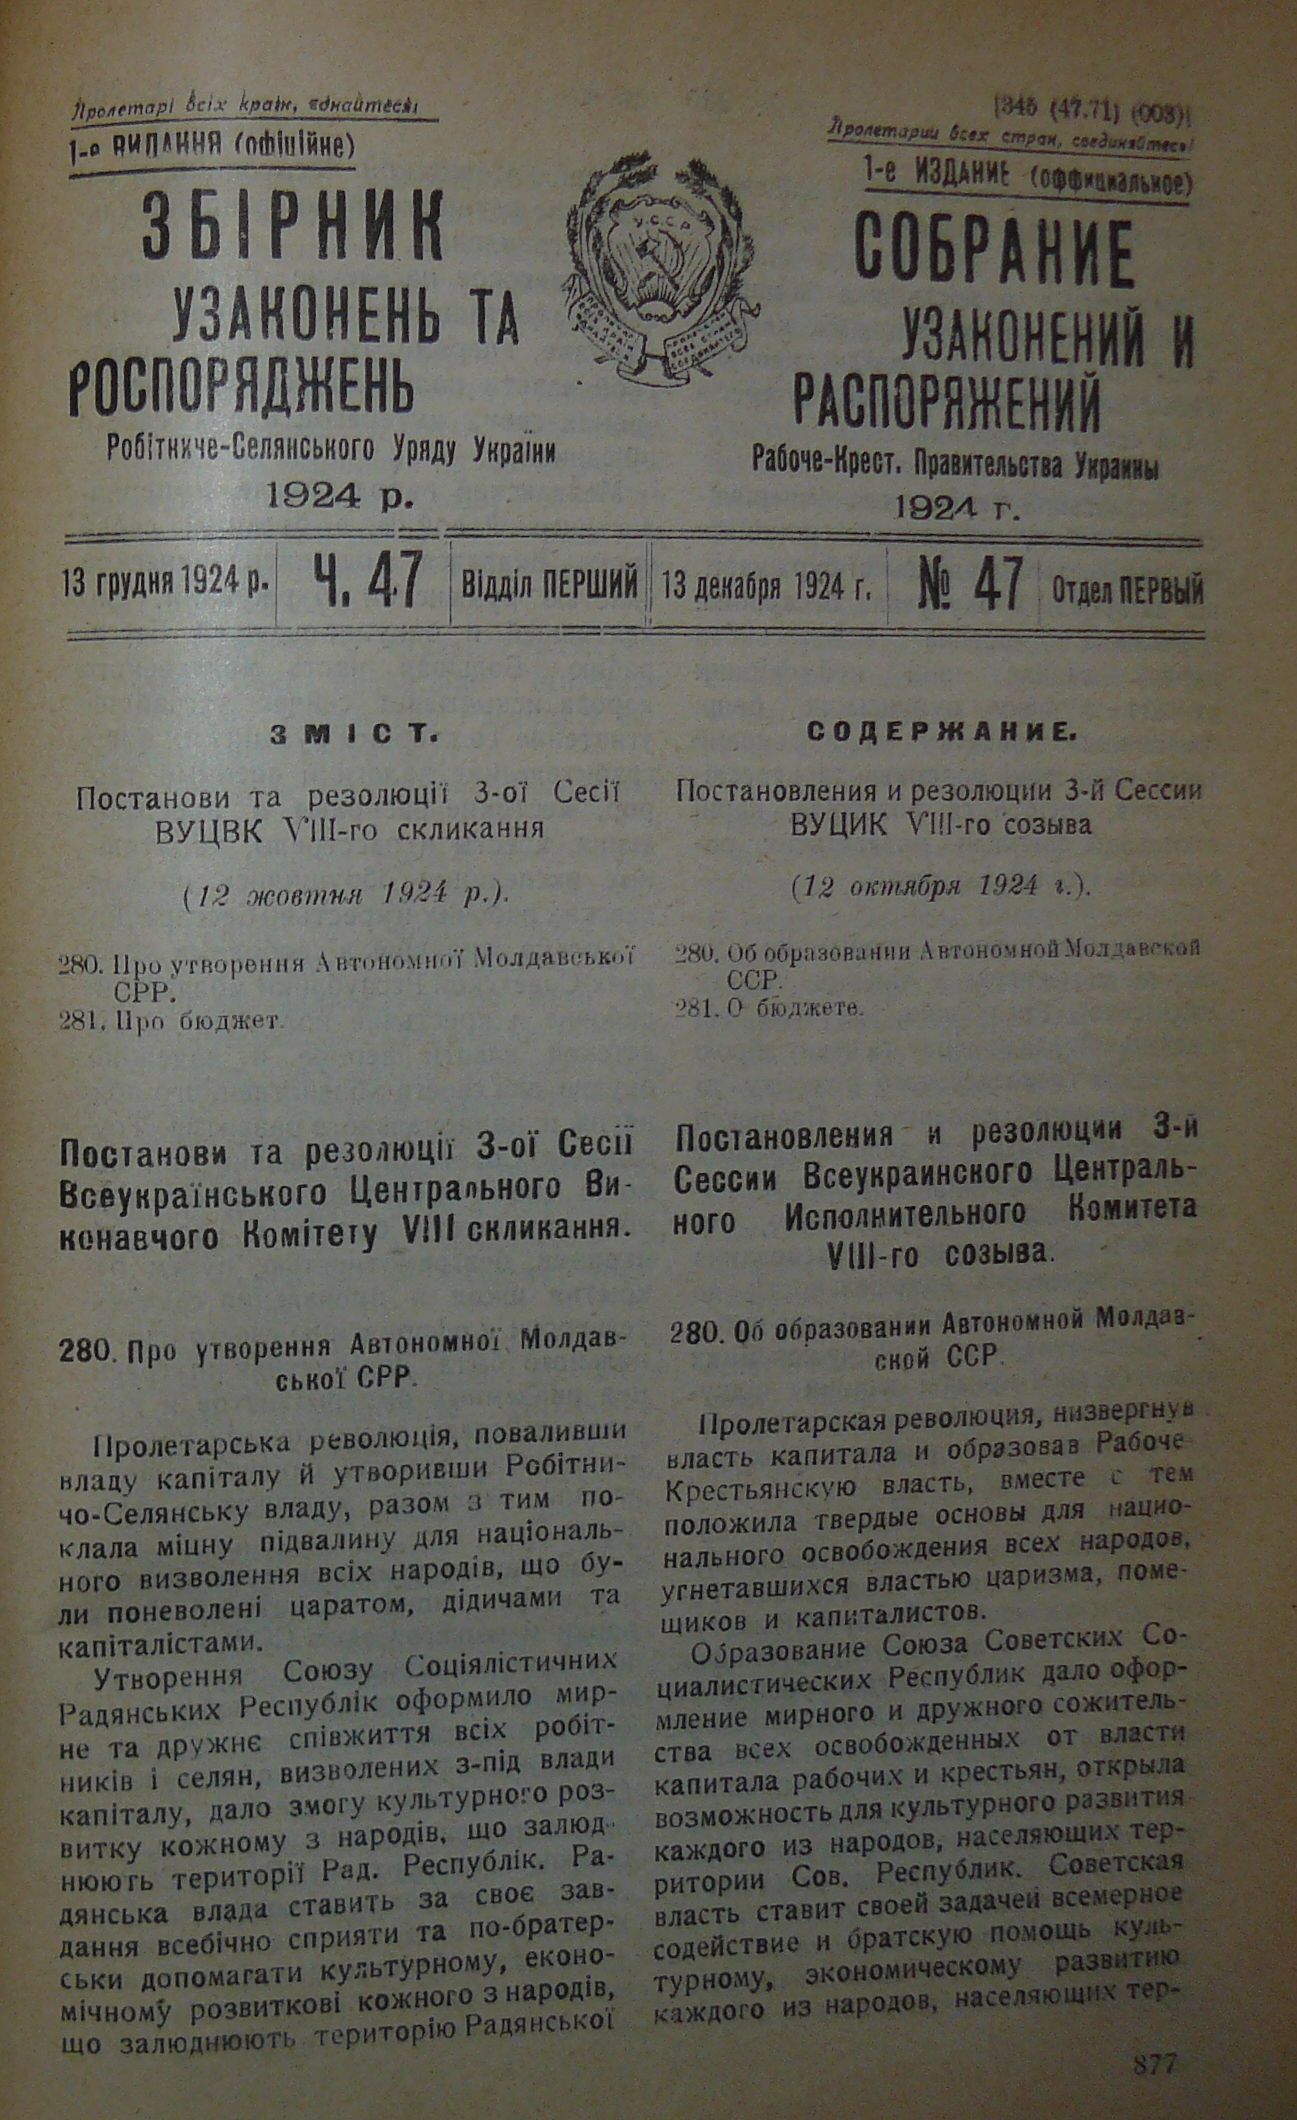 Пролетарі всіх країн, єднайтеся!
1-е ВИДАННЯ (офіційне)
ЗБІРНИК
УЗАКОНЕНЬ ТА
РОСПОРЯДЖЕНЬ
Робітниче-Селянського Уряду України
1924 р.
[345 (47.71) (003)]
Пролетарии всех стран, соединяйтесь!
1-е ИЗДАНИЕ (оффициальное)
СОБРАНИЕ
УЗАКОНЕНИЙ И
РАСПОРЯЖЕНИЙ
Рабоче-Крест. Правительства Украины
1924 г.
У.С.С.Р
13 грудня 1924 р. Ч. 47 Відділ ПЕРШИЙ
13 декабря 1924 г. № 47 Отдел ПЕРВЫЙ
ЗМІСТ.
Постанови та резолюції 3-ої Сесії
ВУЦВК VIII-го скликання
(12 жовтня 1924 р.).
280. Про утворення Автономної Молдавської
СРР.
281. Про бюджет.
Постанови та резолюції 3-ої Сесії
Всеукраїнського Центрального Ви-
конавчого Комітету VIII скликання.
280. Про утворення Автономної Молдав-
ської СРР.
Пролетарська революція, поваливши
владу капіталу й утворивши Робітни-
чо-Селянську владу, разом з тим по-
клала міцну підвалину для національ-
ного визволення всіх народів, що бу-
ли поневолені царатом, дідичами та
капіталістами.
Утворення Союзу Соціялістичних
Радянських Республік оформило мир-
не та дружнє співжиття всіх робіт-
ників і селян, визволених з-під влади
капіталу, дало змогу культурного роз-
витку кожному з народів, що залюд-
нюють території Рад. Республік. Ра-
дянська влада ставить за своє зав-
дання всебічно сприяти та по-братер-
ськи допомагати культурному, еконо-
мічному розвиткові кожного з народів,
що залюднюють територію Радянської
СОДЕРЖАНИЕ.
Постановления и резолюции 3-й Сессии
ВУЦИК VIII-го созыва
(12 октября 1924 г.).
280. Об образовании Автономной Молдавской
ССР.
281. О бюджете.
Постановления и резолюции 3-й
Сессии Всеукраинского Централь-
ного Исполнительного Комитета
VIII-го созыва.
280. Об образовании Автономной Молдав-
ской ССР.
Пролетарская революция, низвергнув
власть капитала и образовав Рабоче-
Крестьянскую власть, вместе с тем
положила твердые основы для нацио-
нального освобождения всех народов,
угнетавшихся властью царизма, поме-
щиков и капиталистов.
Образование Союза Советских Со-
циалистических Республик дало офор-
мление мирного и дружного сожитель-
ства всех освобожденных от власти
капитала рабочих и крестьян, открыла
возможность для культурного развития
каждого из народов, населяющих тер-
ритории Сов. Республик. Советская
власть ставит своей задачей всемерное
содействие и братскую помощь куль-
турному, экономическому развитию
каждого из народов, населяющих тер-
877